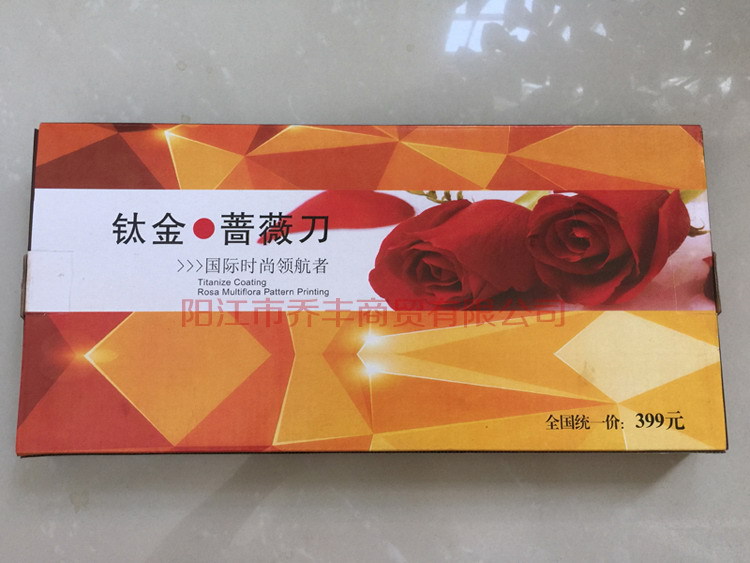 钛金●蔷薇刀
>>>国际时尚领航者
Titanize Coating
Rosa Multiflora Pattern Printing
阳江市乔丰商贸有限公司
全国统一价：399元